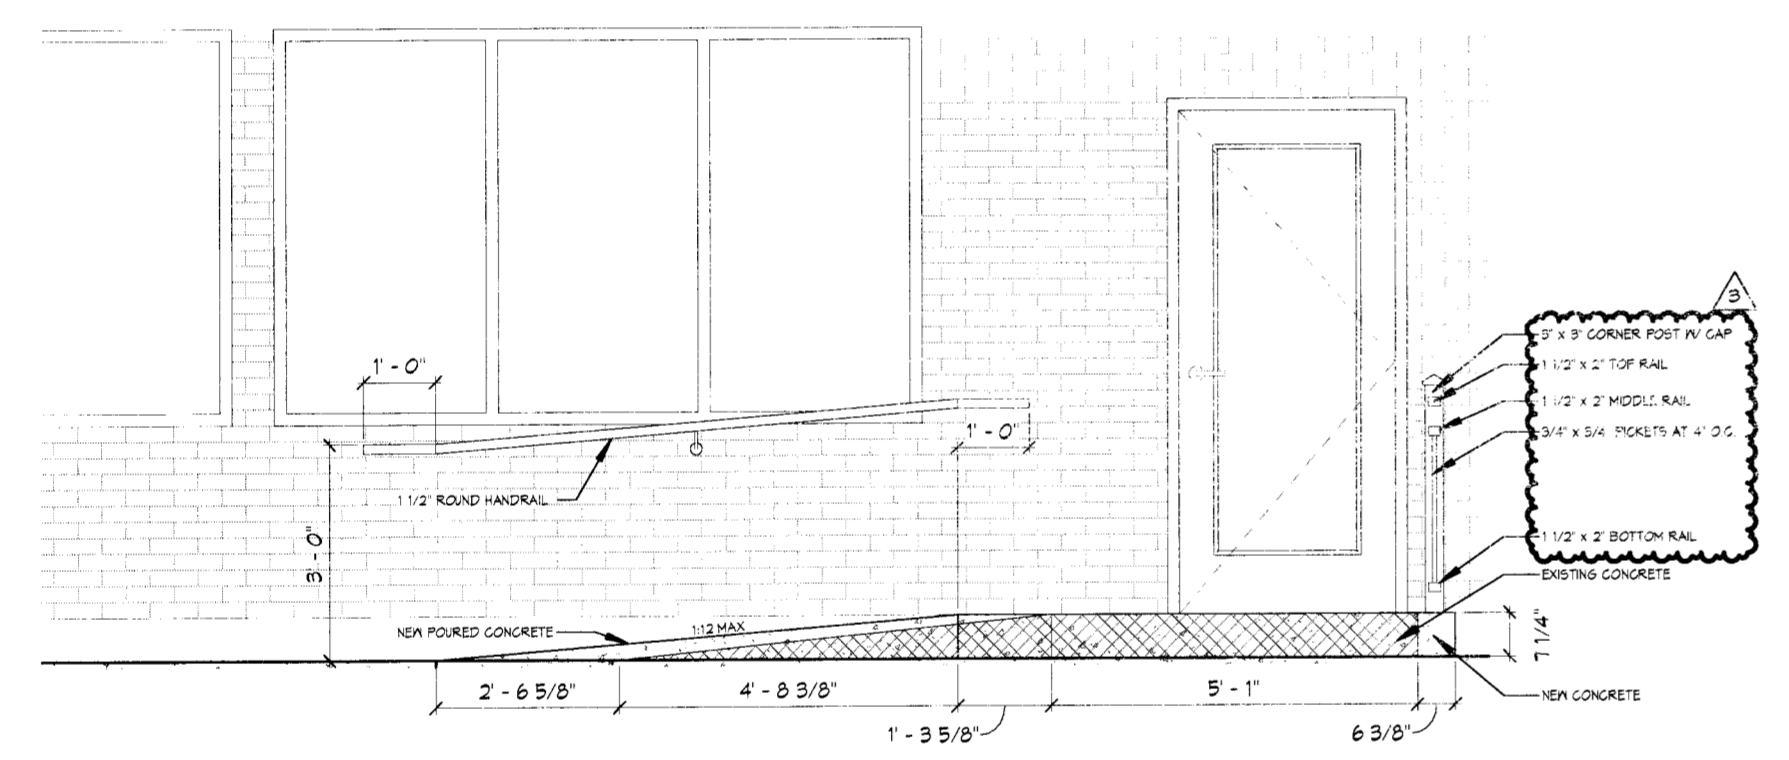 3
5" x 3" CORNER POST W/ CAP
1 1/2" x 2" TOP RAIL
1 1/2" x 2" MIDDLE RAIL
3/4" x 3/4" PICKETS AT 4" O.C.
1 1/2" x 2" BOTTOM RAIL
EXISTING CONCRETE
1' - 0"
1' - 0"
1 1/2" ROUND HANDRAIL
3' - 0"
NEW POURED CONCRETE
1:12 MAX
7 1/4"
NEW CONCRETE
2' - 6 5/8"
4' - 8 3/8"
5' - 1"
1' - 3 5/8"
6 3/8"